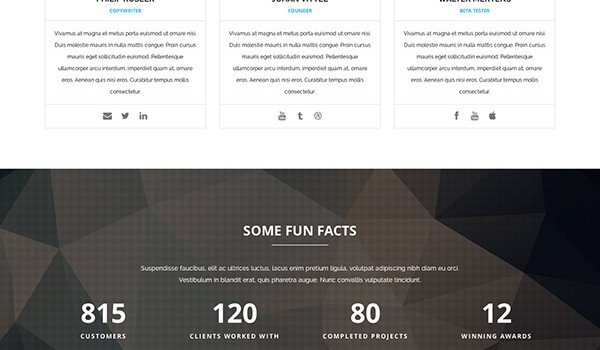 COPYWRITER
FOUNDER
BETA TESTER
Vivamus at magna et metus porta euismod ut ornare nisi.
Duis molestie mauris in nulla mattis congue. Proin cursus
mauris quis erat sollicitudin euismod. Pellentesque
ullamcorper arcu interdum, imperdiet quam at, ornare
eros. Aenean quis nisi eros. Curabitur tempus mollis
consectetur.
Vivamus at magna et metus porta euismod ut ornare nisi.
Duis molestie mauris in nulla mattis congue. Proin cursus
mauris quis erat sollicitudin euismod. Pellentesque
ullamcorper arcu interdum, imperdiet quam at, ornare
eros. Aenean quis nisi eros. Curabitur tempus mollis
consectetur.
Vivamus at magna et metus porta euismod ut ornare nisi.
Duis molestie mauris in nulla mattis congue. Proin cursus
mauris quis erat sollicitudin euismod. Pellentesque
ullamcorper arcu interdum, imperdiet quam at, ornare
eros. Aenean quis nisi eros. Curabitur tempus mollis
consectetur.
SOME FUN FACTS
Suspendisse faucibus, elit ac ultrices luctus, lacus enim pretium ligula, volutpat adipiscing nibh diam eu orci.
Vestibulum in blandit erat, quis pharetra augue. Nunc convallis vulputate tincidunt.
815 120 80 12
CUSTOMERS CLIENTS WORKED WITH COMPLETED PROJECTS WINNING AWARDS